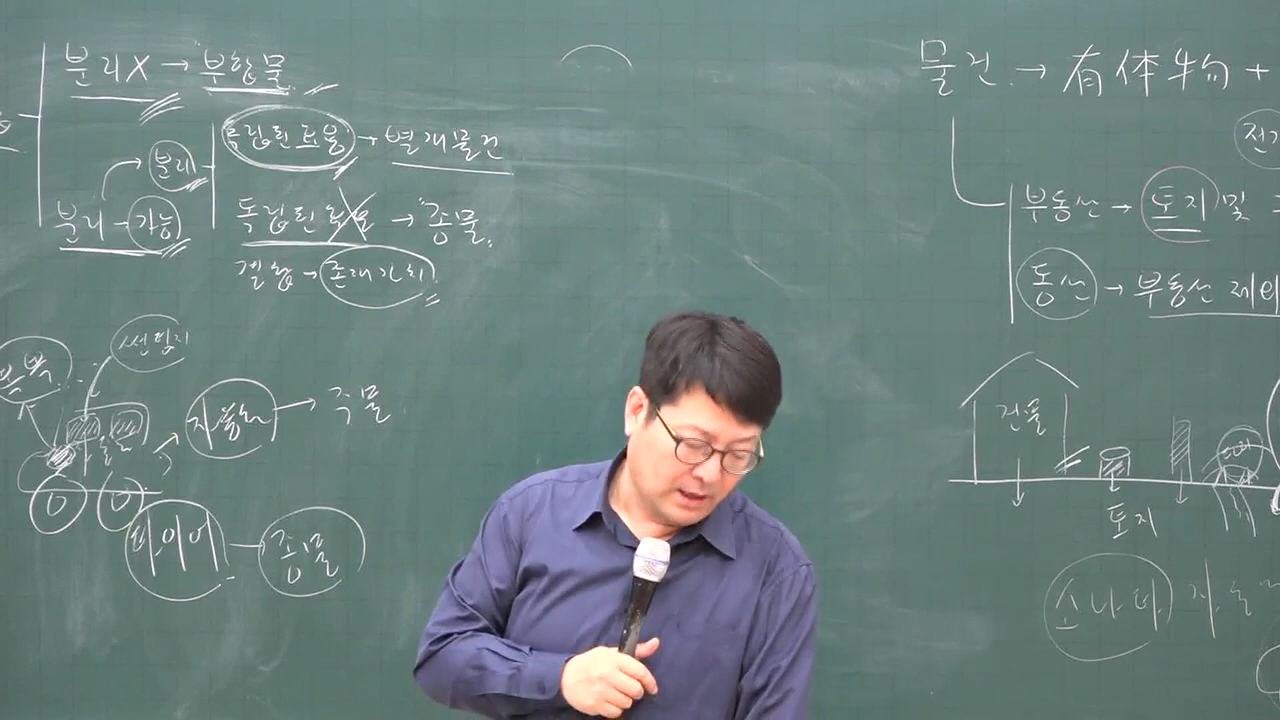 분리X → "부합물
분리 → 가능
분리
독립된 효용 → 별개물건
독립된 효용 → "종물
결합 → 존재가치
자동차 → 주물
타이어 — 종물
물건. → 有体物 +
부동산 → 토지 및
동산 → 부동산 제외
건물
토지
소나타 자동